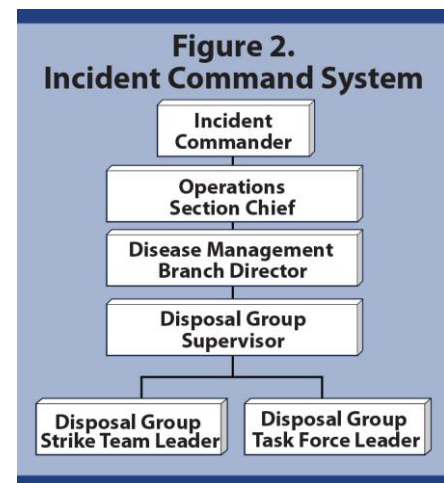 Figure 2.
Incident Command System
Incident
Commander
Operations
Section Chief
Disease Management
Branch Director
Disposal Group
Supervisor
Disposal Group
Strike Team Leader
Disposal Group
Task Force Leader